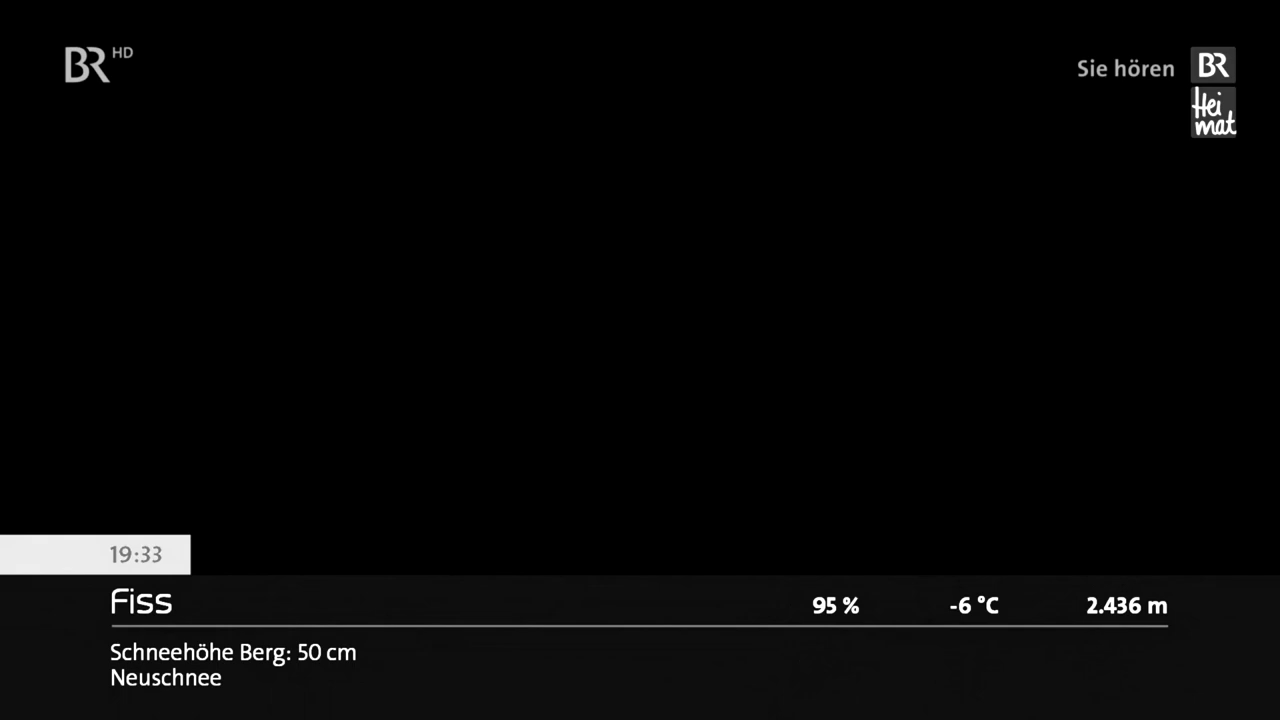 BR HD
Sie hören BR
Hei
mat
19:33
Fiss 95 % -6 °C 2.436 m
Schneehöhe Berg: 50 cm
Neuschnee